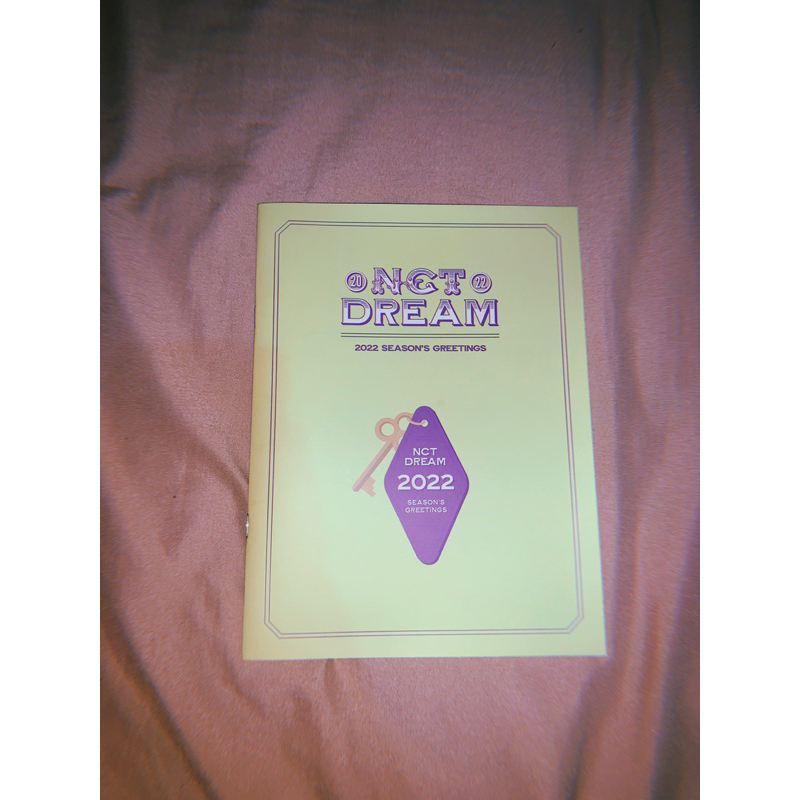 20 NCT 22
DREAM
2022 SEASON'S GREETINGS
NCT
DREAM
2022
SEASON'S
GREETINGS